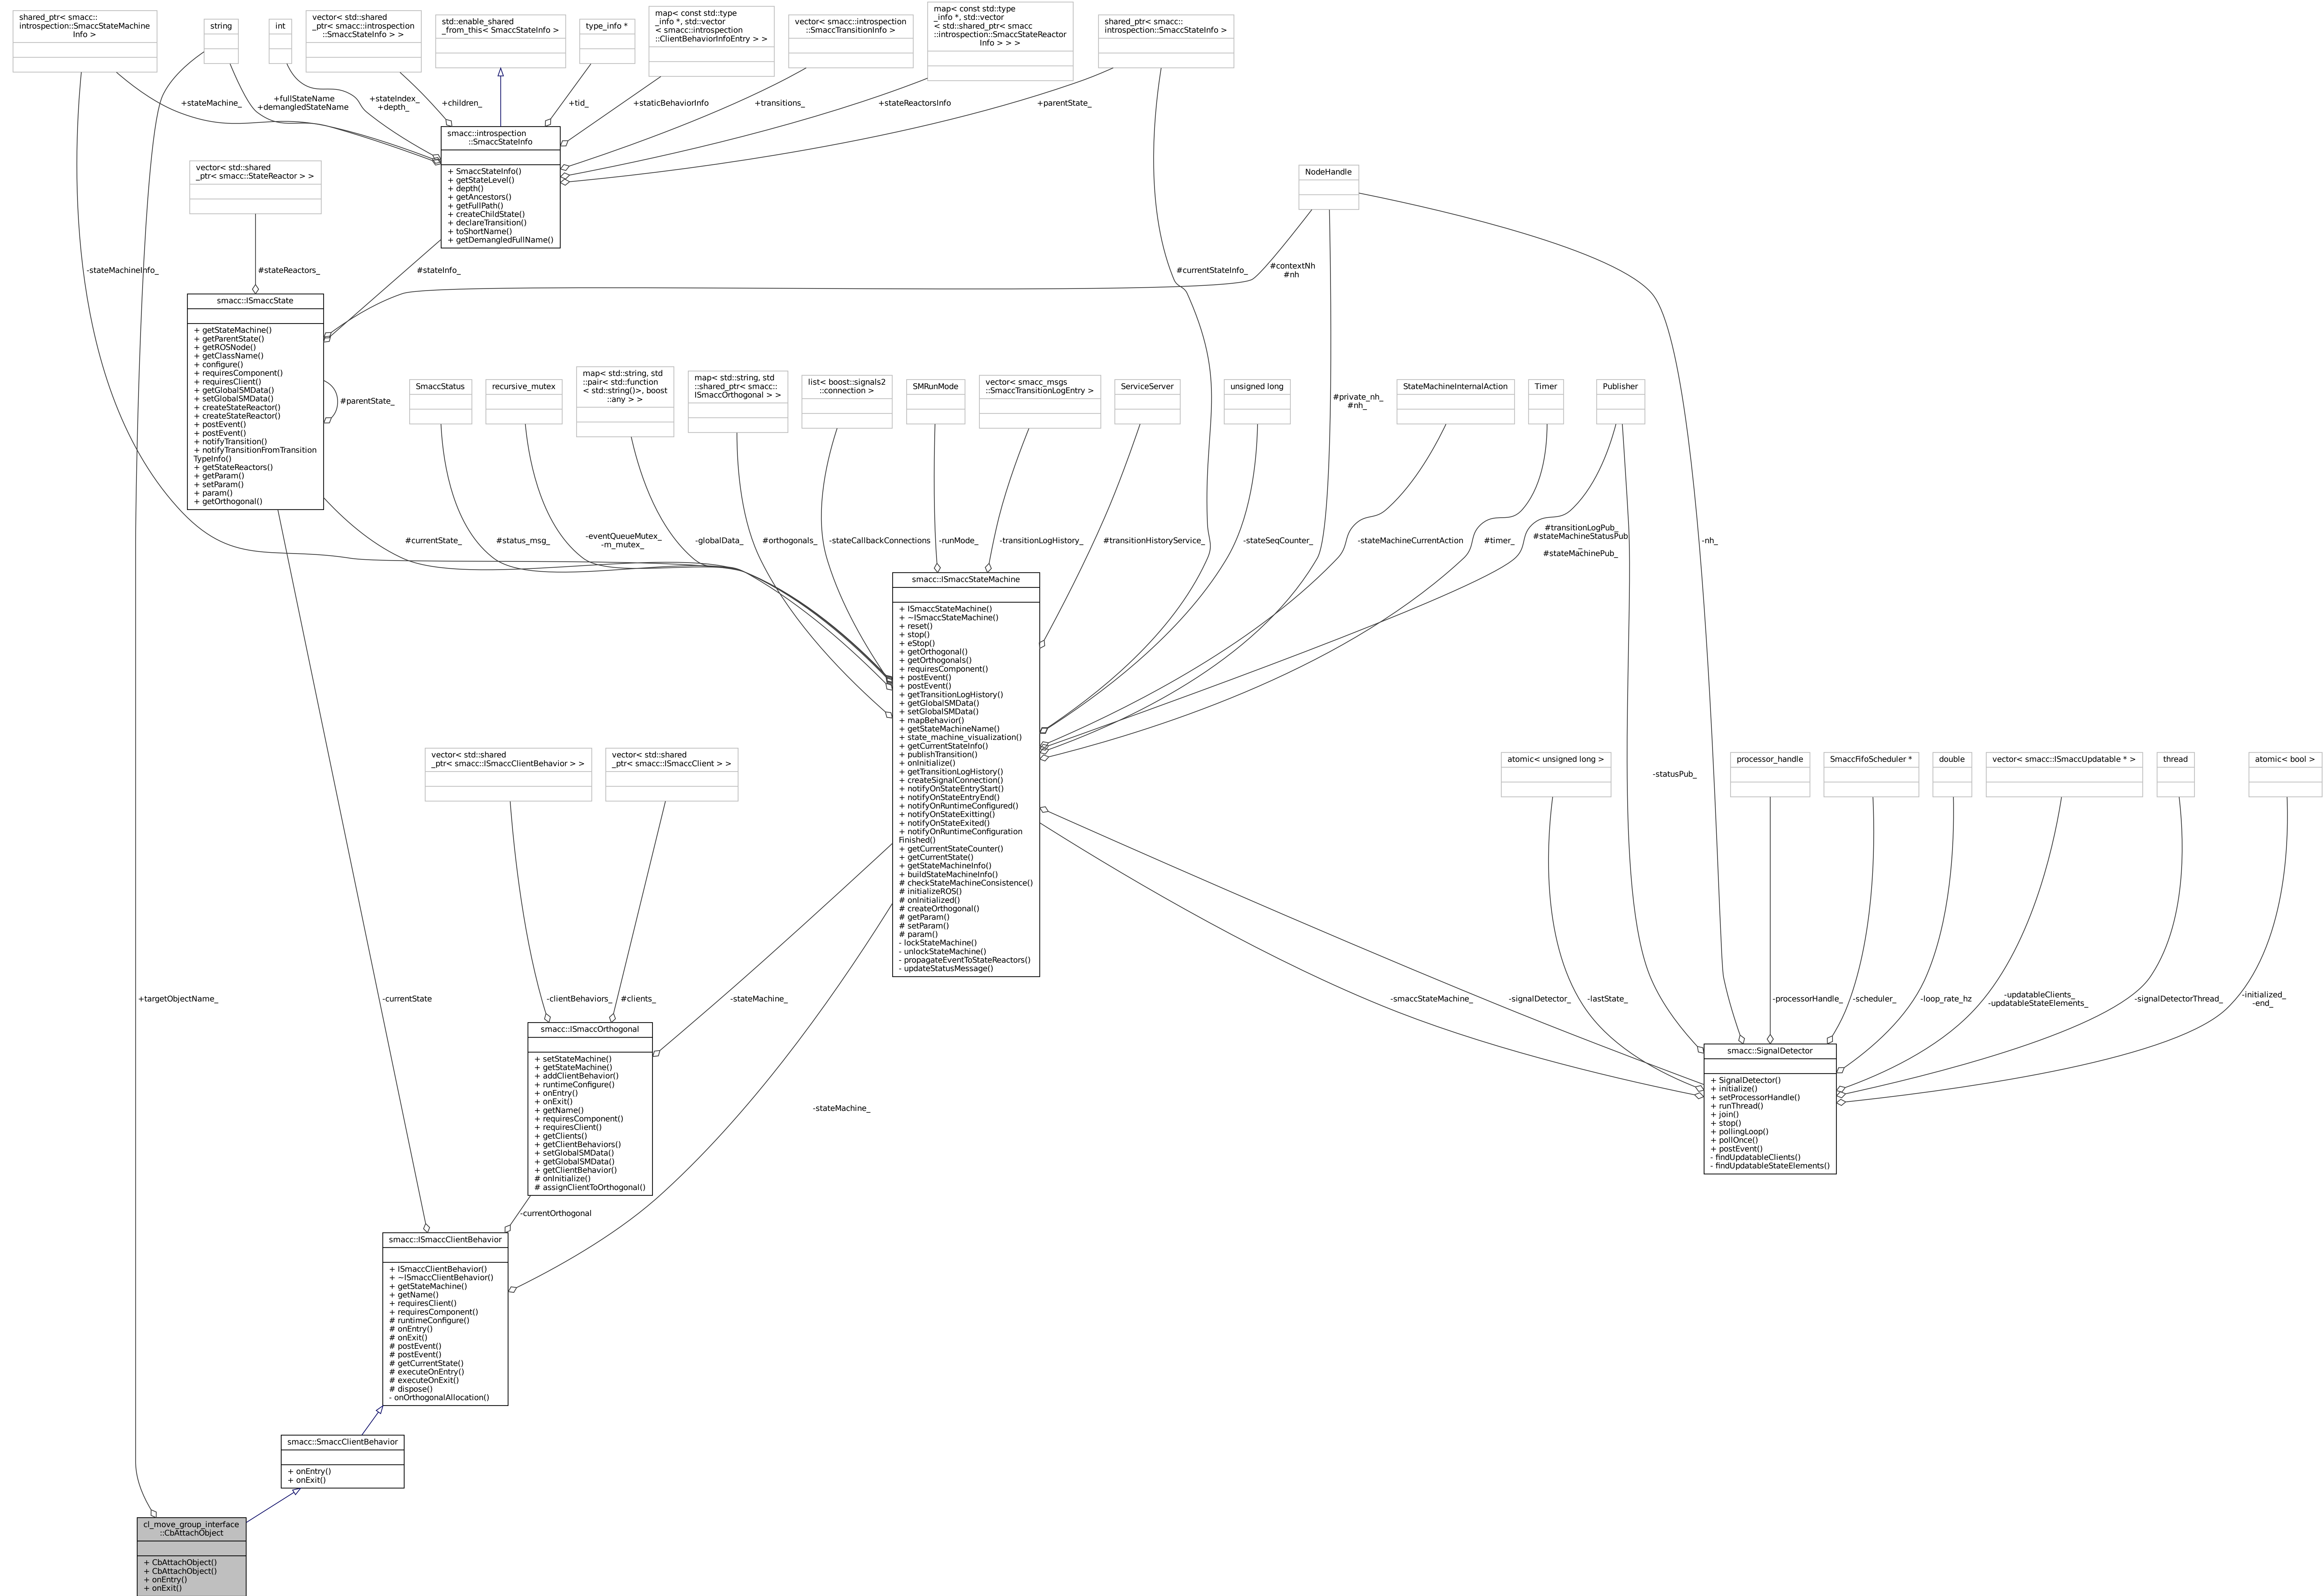 shared_ptr< smacc::
introspection::SmaccStateMachine
Info >
string
int
vector< std::shared
_ptr< smacc::introspection
::SmaccStateInfo > >
std::enable_shared
_from_this< SmaccStateInfo >
type_info *
map< const std::type
_info *, std::vector
< smacc::introspection
::ClientBehaviorInfoEntry > >
vector< smacc::introspection
::SmaccTransitionInfo >
map< const std::type
_info *, std::vector
< std::shared_ptr< smacc
::introspection::SmaccStateReactor
Info > > >
shared_ptr< smacc::
introspection::SmaccStateInfo >
+stateMachine_
+fullStateName
+demangledStateName
+stateIndex_
+depth_
+children_
+tid_
+staticBehaviorInfo
+transitions_
+stateReactorsInfo
+parentState_
smacc::introspection
::SmaccStateInfo
+ SmaccStateInfo()
+ getStateLevel()
+ depth()
+ getAncestors()
+ getFullPath()
+ createChildState()
+ declareTransition()
+ toShortName()
+ getDemangledFullName()
vector< std::shared
_ptr< smacc::StateReactor > >
NodeHandle
-stateMachineInfo_
#stateReactors_
#stateInfo_
#currentStateInfo_
#contextNh
#nh
smacc::ISmaccState
+ getStateMachine()
+ getParentState()
+ getROSNode()
+ getClassName()
+ configure()
+ requiresComponent()
+ requiresClient()
+ getGlobalSMData()
+ setGlobalSMData()
+ createStateReactor()
+ createStateReactor()
+ postEvent()
+ postEvent()
+ notifyTransition()
+ notifyTransitionFromTransition
TypeInfo()
+ getStateReactors()
+ getParam()
+ setParam()
+ param()
+ getOrthogonal()
#parentState_
SmaccStatus
recursive_mutex
map< std::string, std
::pair< std::function
< std::string()>, boost
::any > >
map< std::string, std
::shared_ptr< smacc::
ISmaccOrthogonal > >
list< boost::signals2
::connection >
SMRunMode
vector< smacc_msgs
::SmaccTransitionLogEntry >
ServiceServer
unsigned long
#private_nh_
#nh_
StateMachineInternalAction
Timer
Publisher
#currentState_
#status_msg_
-eventQueueMutex_
-m_mutex_
-globalData_
#orthogonals_
-stateCallbackConnections
-runMode_
-transitionLogHistory_
#transitionHistoryService_
-stateSeqCounter_
-stateMachineCurrentAction
#timer_
#transitionLogPub_
#stateMachineStatusPub
_
#stateMachinePub_
-nh_
smacc::ISmaccStateMachine
+ ISmaccStateMachine()
+ ~ISmaccStateMachine()
+ reset()
+ stop()
+ eStop()
+ getOrthogonal()
+ getOrthogonals()
+ requiresComponent()
+ postEvent()
+ postEvent()
+ getTransitionLogHistory()
+ getGlobalSMData()
+ setGlobalSMData()
+ mapBehavior()
+ getStateMachineName()
+ state_machine_visualization()
+ getCurrentStateInfo()
+ publishTransition()
+ onInitialize()
+ getTransitionLogHistory()
+ createSignalConnection()
+ notifyOnStateEntryStart()
+ notifyOnStateEntryEnd()
+ notifyOnRuntimeConfigured()
+ notifyOnStateExitting()
+ notifyOnStateExited()
+ notifyOnRuntimeConfiguration
Finished()
+ getCurrentStateCounter()
+ getCurrentState()
+ getStateMachineInfo()
+ buildStateMachineInfo()
# checkStateMachineConsistence()
# initializeROS()
# onInitialized()
# createOrthogonal()
# getParam()
# setParam()
# param()
- lockStateMachine()
- unlockStateMachine()
- propagateEventToStateReactors()
- updateStatusMessage()
vector< std::shared
_ptr< smacc::ISmaccClientBehavior > >
vector< std::shared
_ptr< smacc::ISmaccClient > >
-statusPub_
atomic< unsigned long >
processor_handle
SmaccFifoScheduler *
double
vector< smacc::ISmaccUpdatable * >
thread
atomic< bool >
+targetObjectName_
-currentState
-clientBehaviors_
#clients_
-stateMachine_
-smaccStateMachine_
-signalDetector_
-lastState_
-processorHandle_
-scheduler_
-loop_rate_hz
-updatableClients_
-updatableStateElements_
-signalDetectorThread_
-initialized_
-end_
smacc::ISmaccOrthogonal
+ setStateMachine()
+ getStateMachine()
+ addClientBehavior()
+ runtimeConfigure()
+ onEntry()
+ onExit()
+ getName()
+ requiresComponent()
+ requiresClient()
+ getClients()
+ getClientBehaviors()
+ setGlobalSMData()
+ getGlobalSMData()
+ getClientBehavior()
# onInitialize()
# assignClientToOrthogonal()
smacc::SignalDetector
+ SignalDetector()
+ initialize()
+ setProcessorHandle()
+ runThread()
+ join()
+ stop()
+ pollingLoop()
+ pollOnce()
+ postEvent()
- findUpdatableClients()
- findUpdatableStateElements()
-stateMachine_
-currentOrthogonal
smacc::ISmaccClientBehavior
+ ISmaccClientBehavior()
+ ~ISmaccClientBehavior()
+ getStateMachine()
+ getName()
+ requiresClient()
+ requiresComponent()
# runtimeConfigure()
# onEntry()
# onExit()
# postEvent()
# postEvent()
# getCurrentState()
# executeOnEntry()
# executeOnExit()
# dispose()
- onOrthogonalAllocation()
smacc::SmaccClientBehavior
+ onEntry()
+ onExit()
cl_move_group_interface
::CbAttachObject
+ CbAttachObject()
+ CbAttachObject()
+ onEntry()
+ onExit()